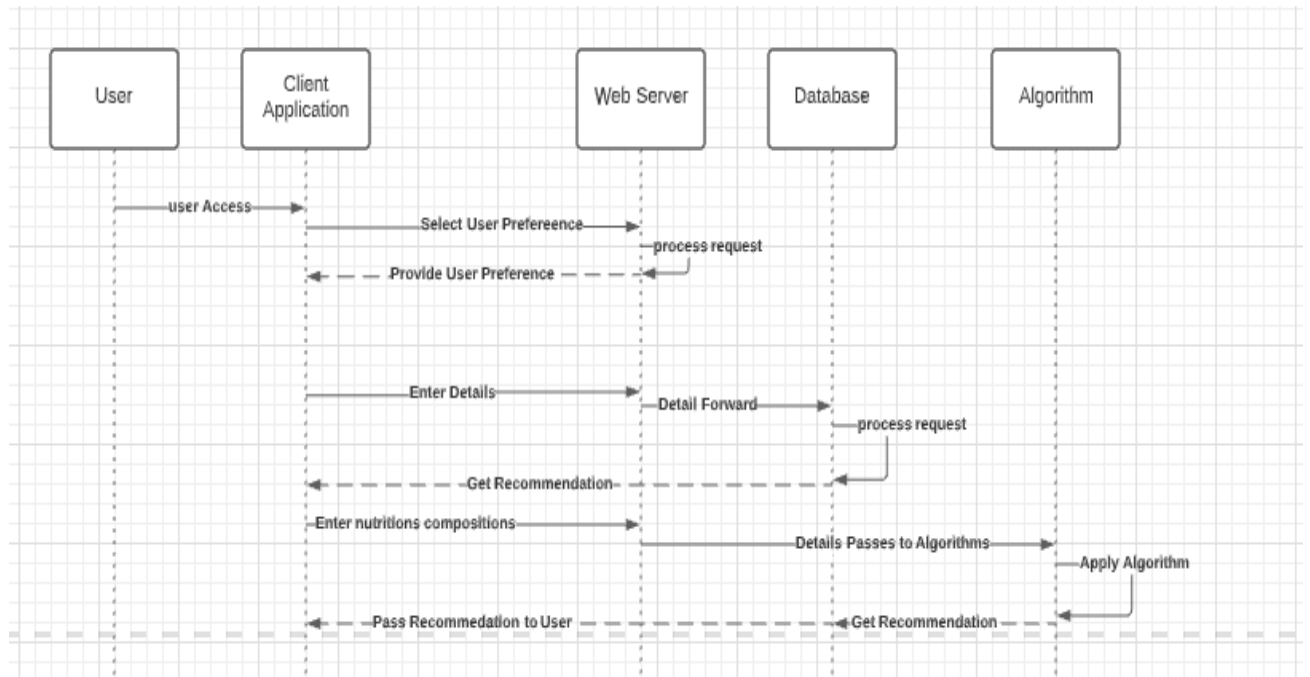 User
Client
Application
Web Server
Database
Algorithm
user Access
Select User Prefereence
process request
Provide User Preference
Enter Details
Detail Forward
process request
Get Recommendation
Enter nutritions compositions
Details Passes to Algorithms
Apply Algorithm
Pass Recommedation to User
Get Recommendation